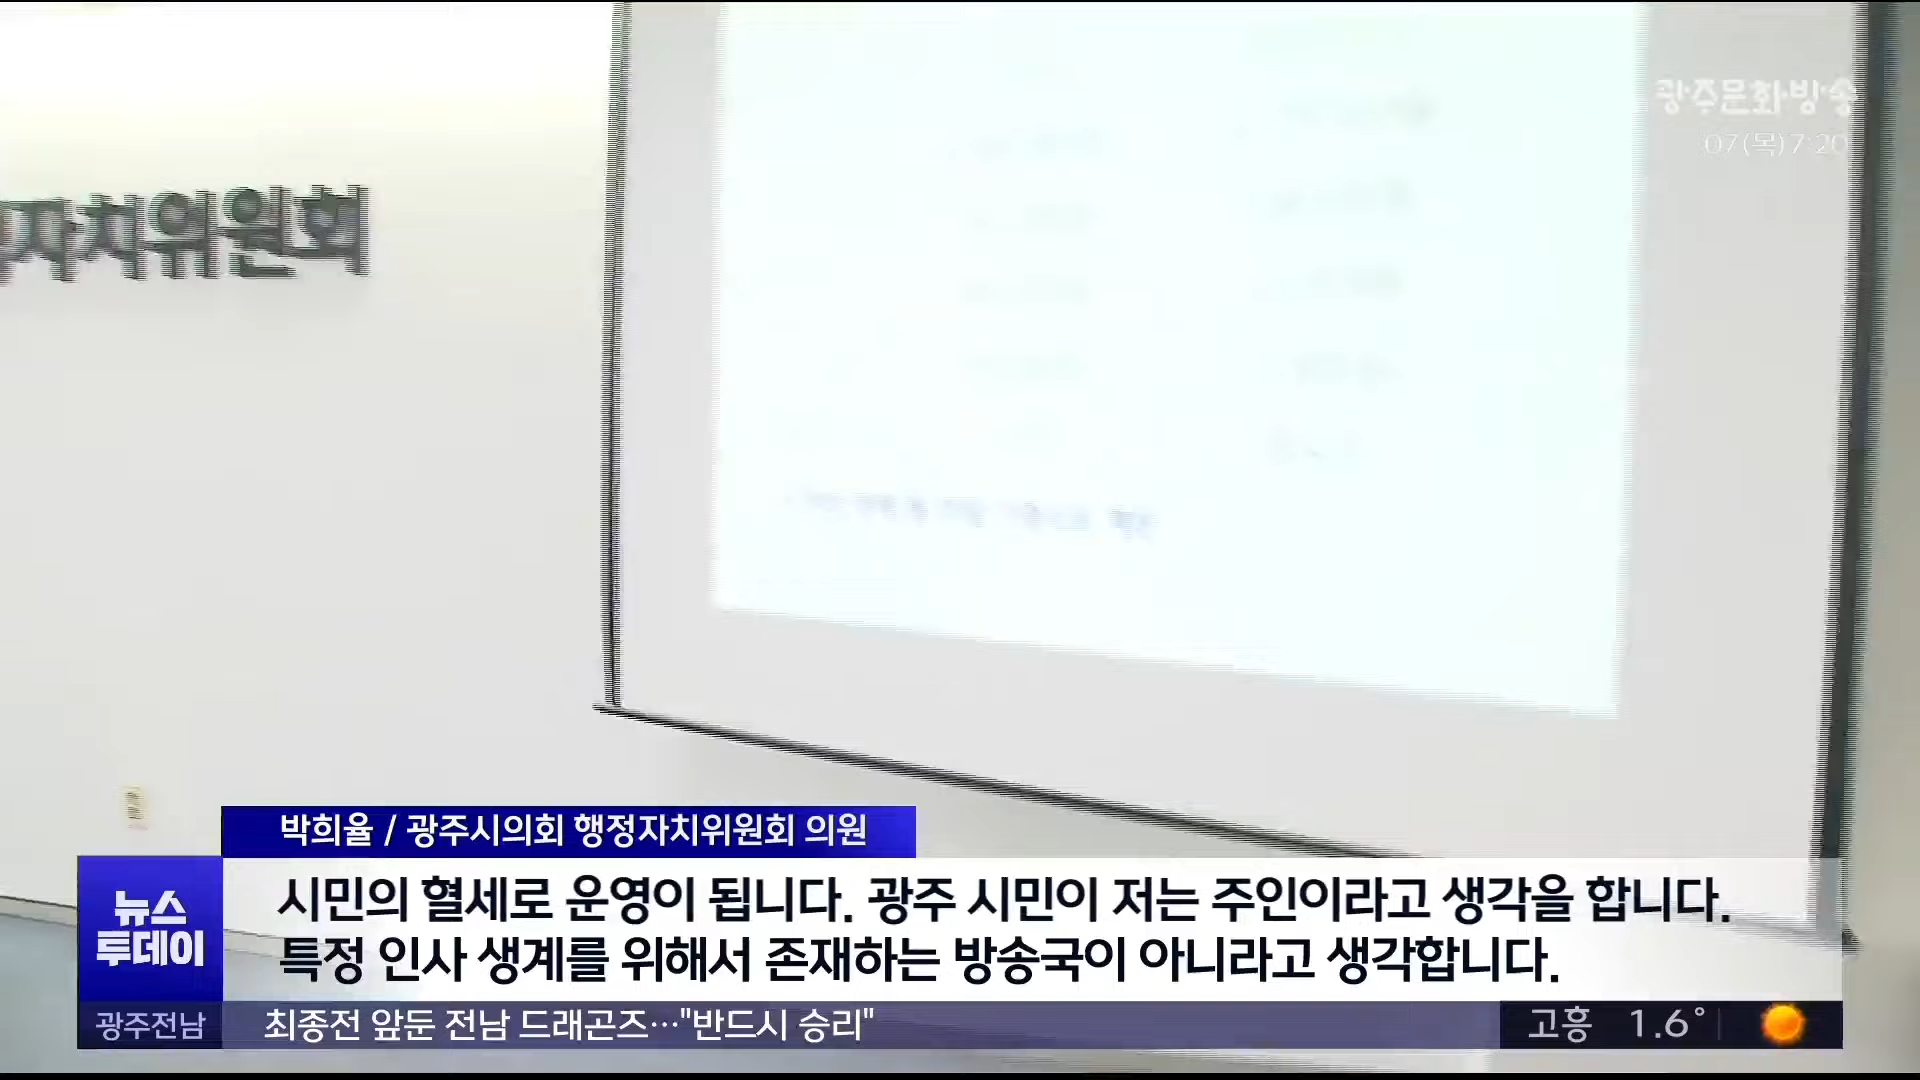 광주문화방송
07(목)7:20
자치위원회
박희율 / 광주시의회 행정자치위원회 의원
뉴스
투데이
시민의 혈세로 운영이 됩니다. 광주 시민이 저는 주인이라고 생각을 합니다.
특정 인사 생계를 위해서 존재하는 방송국이 아니라고 생각합니다.
광주전남
최종전 앞둔 전남 드래곤즈…"반드시 승리"
고흥 1.6°